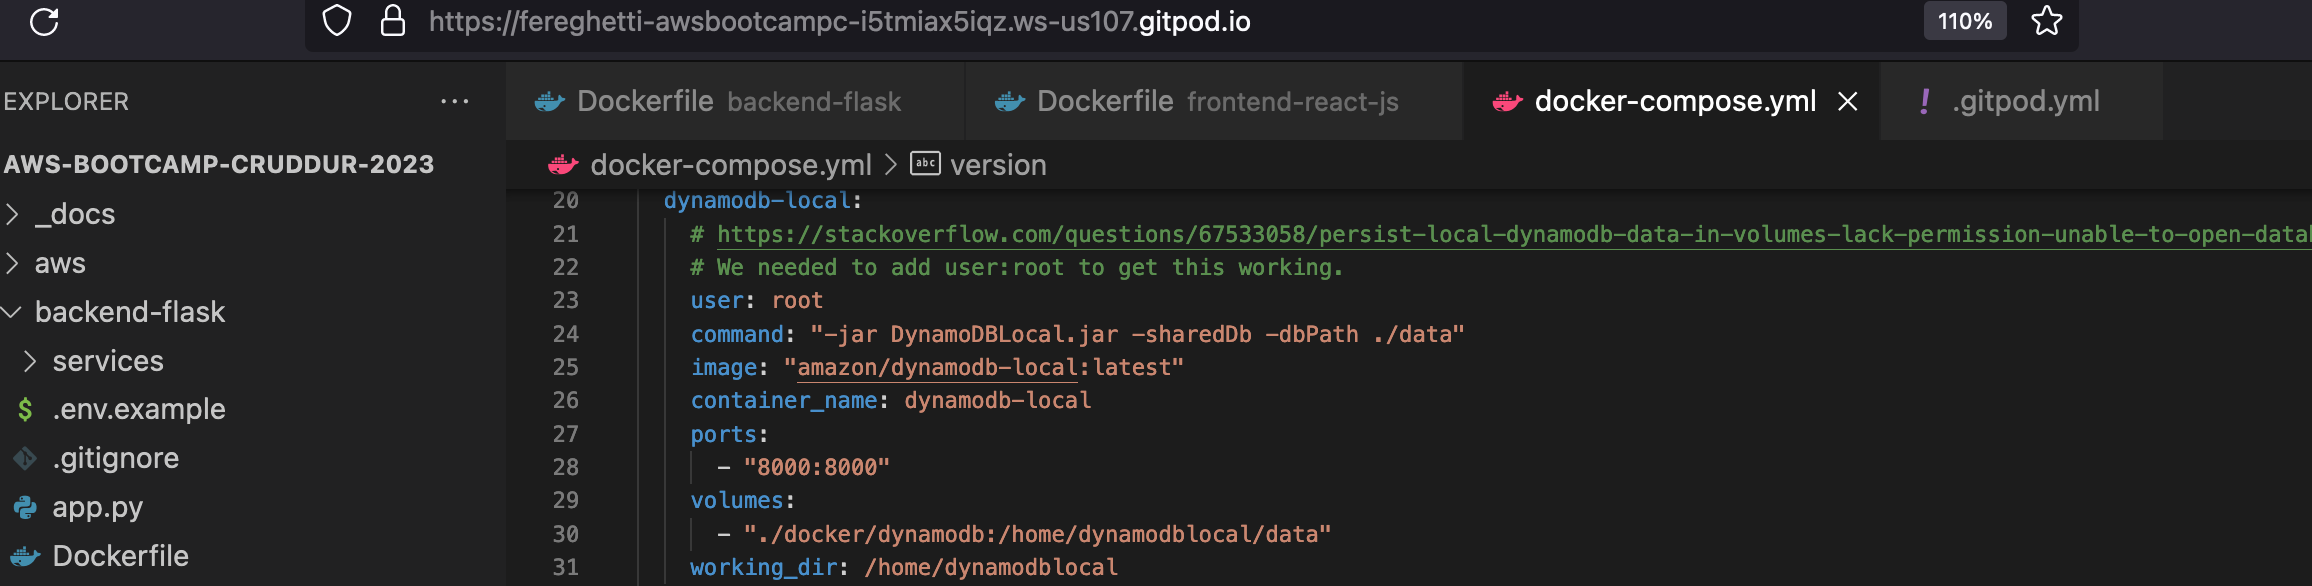 https://fereghetti-awsbootcampc-i5tmiax5iqz.ws-us107.gitpod.io 110%
EXPLORER ...
Dockerfile backend-flask Dockerfile frontend-react-js docker-compose.yml .gitpod.yml
docker-compose.yml > abc version
AWS-BOOTCAMP-CRUDDUR-2023
_docs
aws
backend-flask
services
.env.example
.gitignore
app.py
Dockerfile
20 dynamodb-local:
21 # https://stackoverflow.com/questions/67533058/persist-local-dynamodb-data-in-volumes-lack-permission-unable-to-open-datab
22 # We needed to add user:root to get this working.
23 user: root
24 command: "-jar DynamoDBLocal.jar -sharedDb -dbPath ./data"
25 image: "amazon/dynamodb-local:latest"
26 container_name: dynamodb-local
27 ports:
28 - "8000:8000"
29 volumes:
30 - "./docker/dynamodb:/home/dynamodblocal/data"
31 working_dir: /home/dynamodblocal